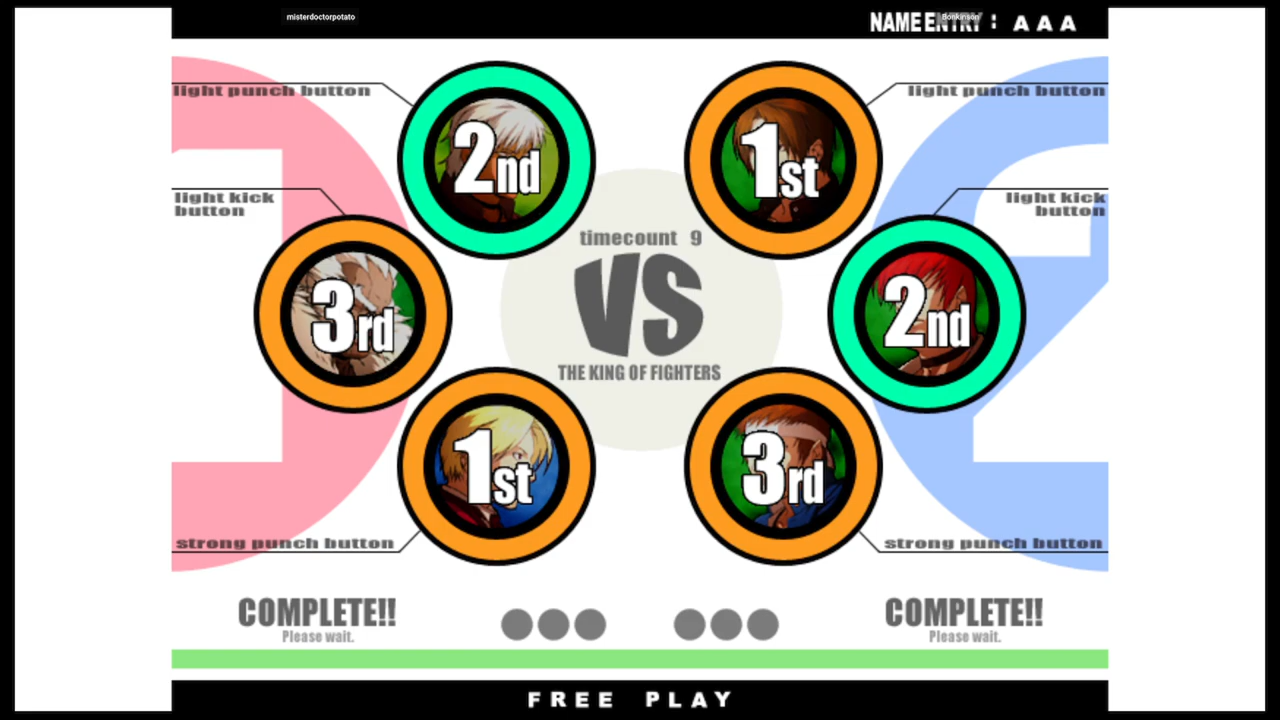 misterdoctorpotato
Bonkinson
NAME ENTRY : AAA
light punch button
light punch button
2nd
1st
light kick
button
light kick
button
timecount 9
VS
THE KING OF FIGHTERS
3rd
2nd
1st
3rd
strong punch button
strong punch button
COMPLETE!!
Please wait.
COMPLETE!!
Please wait.
FREE PLAY